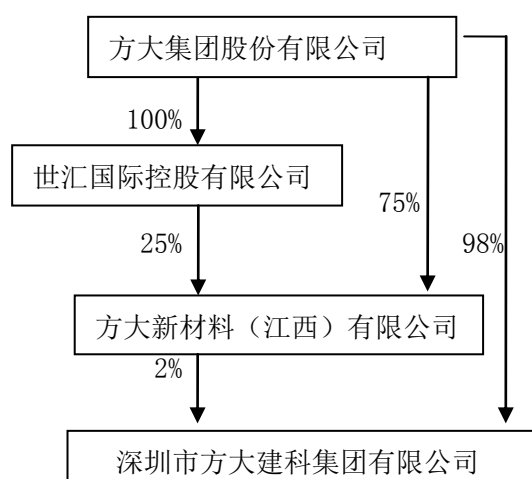 方大集团股份有限公司
100%
世汇国际控股有限公司
75%
25%
98%
方大新材料（江西）有限公司
2%
深圳市方大建科集团有限公司